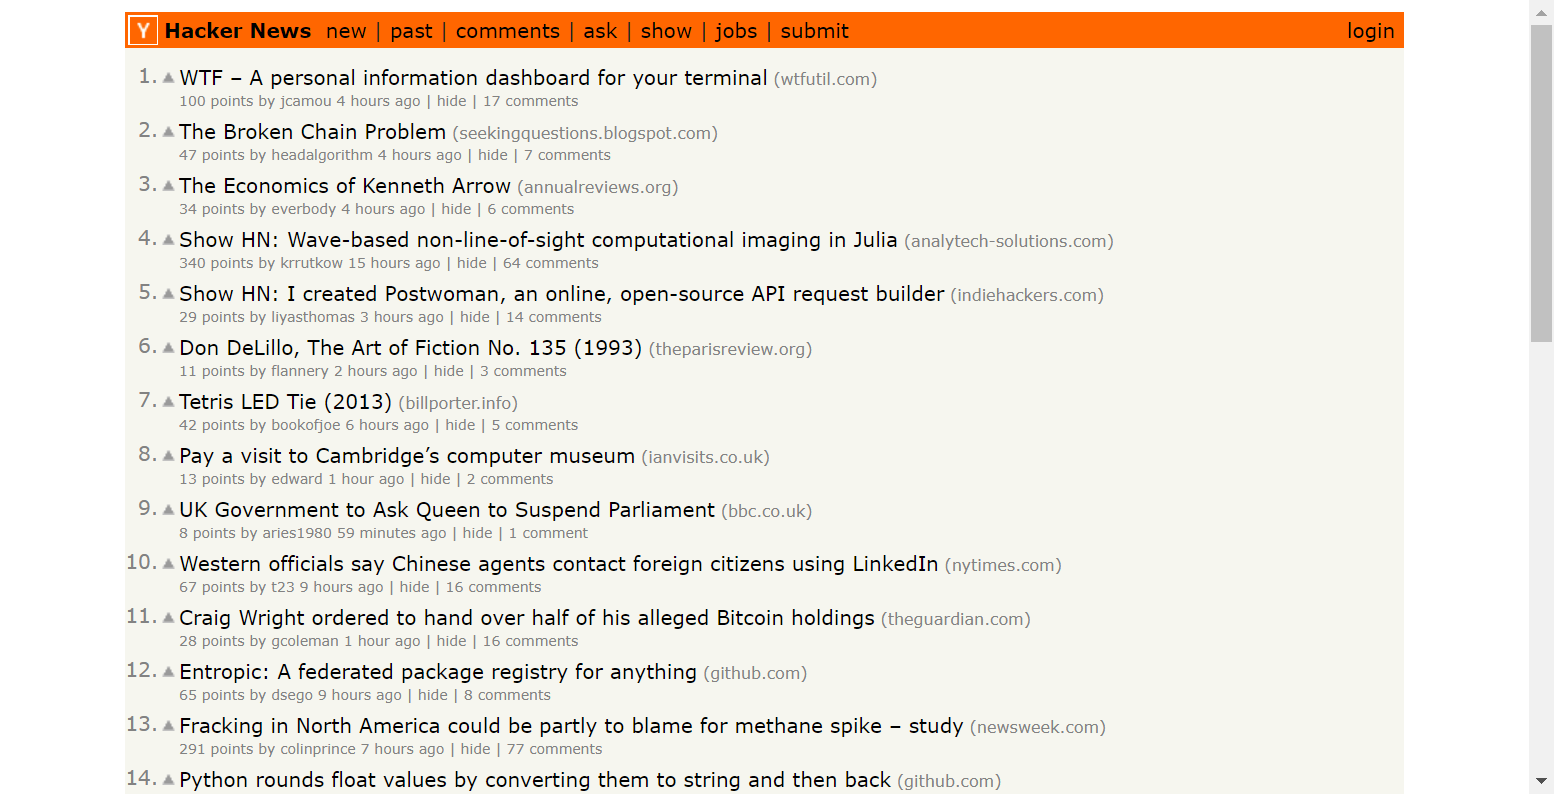 Y Hacker News new | past | comments | ask | show | jobs | submit login
1. WTF – A personal information dashboard for your terminal (wtfutil.com)
100 points by jcamou 4 hours ago | hide | 17 comments
2. The Broken Chain Problem (seekingquestions.blogspot.com)
47 points by headalgorithm 4 hours ago | hide | 7 comments
3. The Economics of Kenneth Arrow (annualreviews.org)
34 points by everbody 4 hours ago | hide | 6 comments
4. Show HN: Wave-based non-line-of-sight computational imaging in Julia (analytech-solutions.com)
340 points by krrutkow 15 hours ago | hide | 64 comments
5. Show HN: I created Postwoman, an online, open-source API request builder (indiehackers.com)
29 points by liyasthomas 3 hours ago | hide | 14 comments
6. Don DeLillo, The Art of Fiction No. 135 (1993) (theparisreview.org)
11 points by flannery 2 hours ago | hide | 3 comments
7. Tetris LED Tie (2013) (billporter.info)
42 points by bookofjoe 6 hours ago | hide | 5 comments
8. Pay a visit to Cambridge’s computer museum (ianvisits.co.uk)
13 points by edward 1 hour ago | hide | 2 comments
9. UK Government to Ask Queen to Suspend Parliament (bbc.co.uk)
8 points by aries1980 59 minutes ago | hide | 1 comment
10. Western officials say Chinese agents contact foreign citizens using LinkedIn (nytimes.com)
67 points by t23 9 hours ago | hide | 16 comments
11. Craig Wright ordered to hand over half of his alleged Bitcoin holdings (theguardian.com)
28 points by gcoleman 1 hour ago | hide | 16 comments
12. Entropic: A federated package registry for anything (github.com)
65 points by dsego 9 hours ago | hide | 8 comments
13. Fracking in North America could be partly to blame for methane spike – study (newsweek.com)
291 points by colinprince 7 hours ago | hide | 77 comments
14. Python rounds float values by converting them to string and then back (github.com)